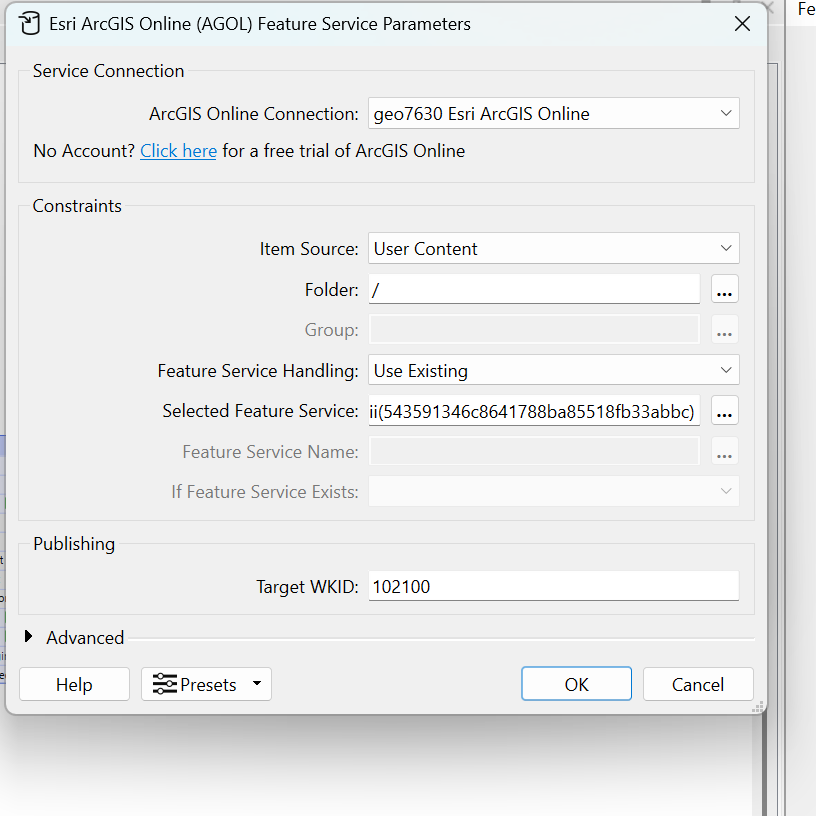 Esri ArcGIS Online (AGOL) Feature Service Parameters
Fe
Service Connection
ArcGIS Online Connection: geo7630 Esri ArcGIS Online
No Account? Click here for a free trial of ArcGIS Online
Constraints
Item Source: User Content
Folder: / ...
Group: ...
Feature Service Handling: Use Existing
Selected Feature Service: ii(543591346c8641788ba85518fb33abbc) ...
Feature Service Name: ...
If Feature Service Exists:
Publishing
Target WKID: 102100
Advanced
Help Presets OK Cancel